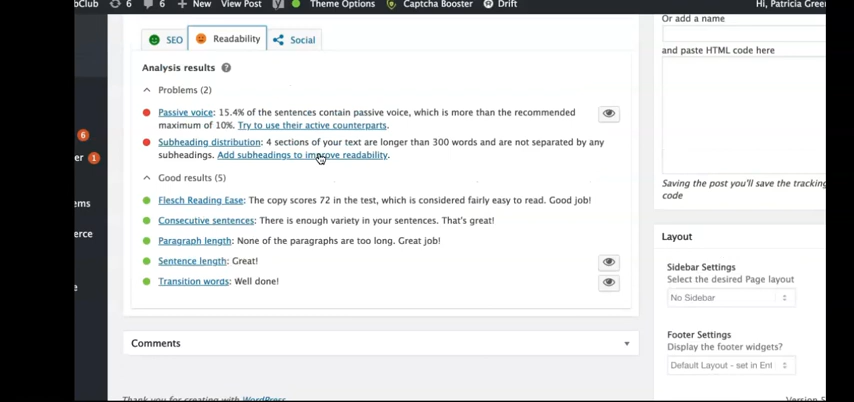 6 6 New View Post Theme Options Captcha Booster Drift Hi, Patricia
SEO Readability Social
Analysis results
Problems (2)
Passive voice: 15.4% of the sentences contain passive voice, which is more than the recommended
maximum of 10%. Try to use their active counterparts.
Subheading distribution: 4 sections of your text are longer than 300 words and are not separated by any
subheadings. Add subheadings to improve readability.
Good results (5)
Flesch Reading Ease: The copy scores 72 in the test, which is considered fairly easy to read. Good job!
Consecutive sentences: There is enough variety in your sentences. That's great!
Paragraph length: None of the paragraphs are too long. Great job!
Sentence length: Great!
Transition words: Well done!
Comments
Thank you for creating with WordPress.
6
1
Or add a name
and paste HTML code here
Saving the post you'll save the tracking
code
Layout
Sidebar Settings
Select the desired Page layout
No Sidebar
Footer Settings
Display the footer widgets?
Default Layout - set in